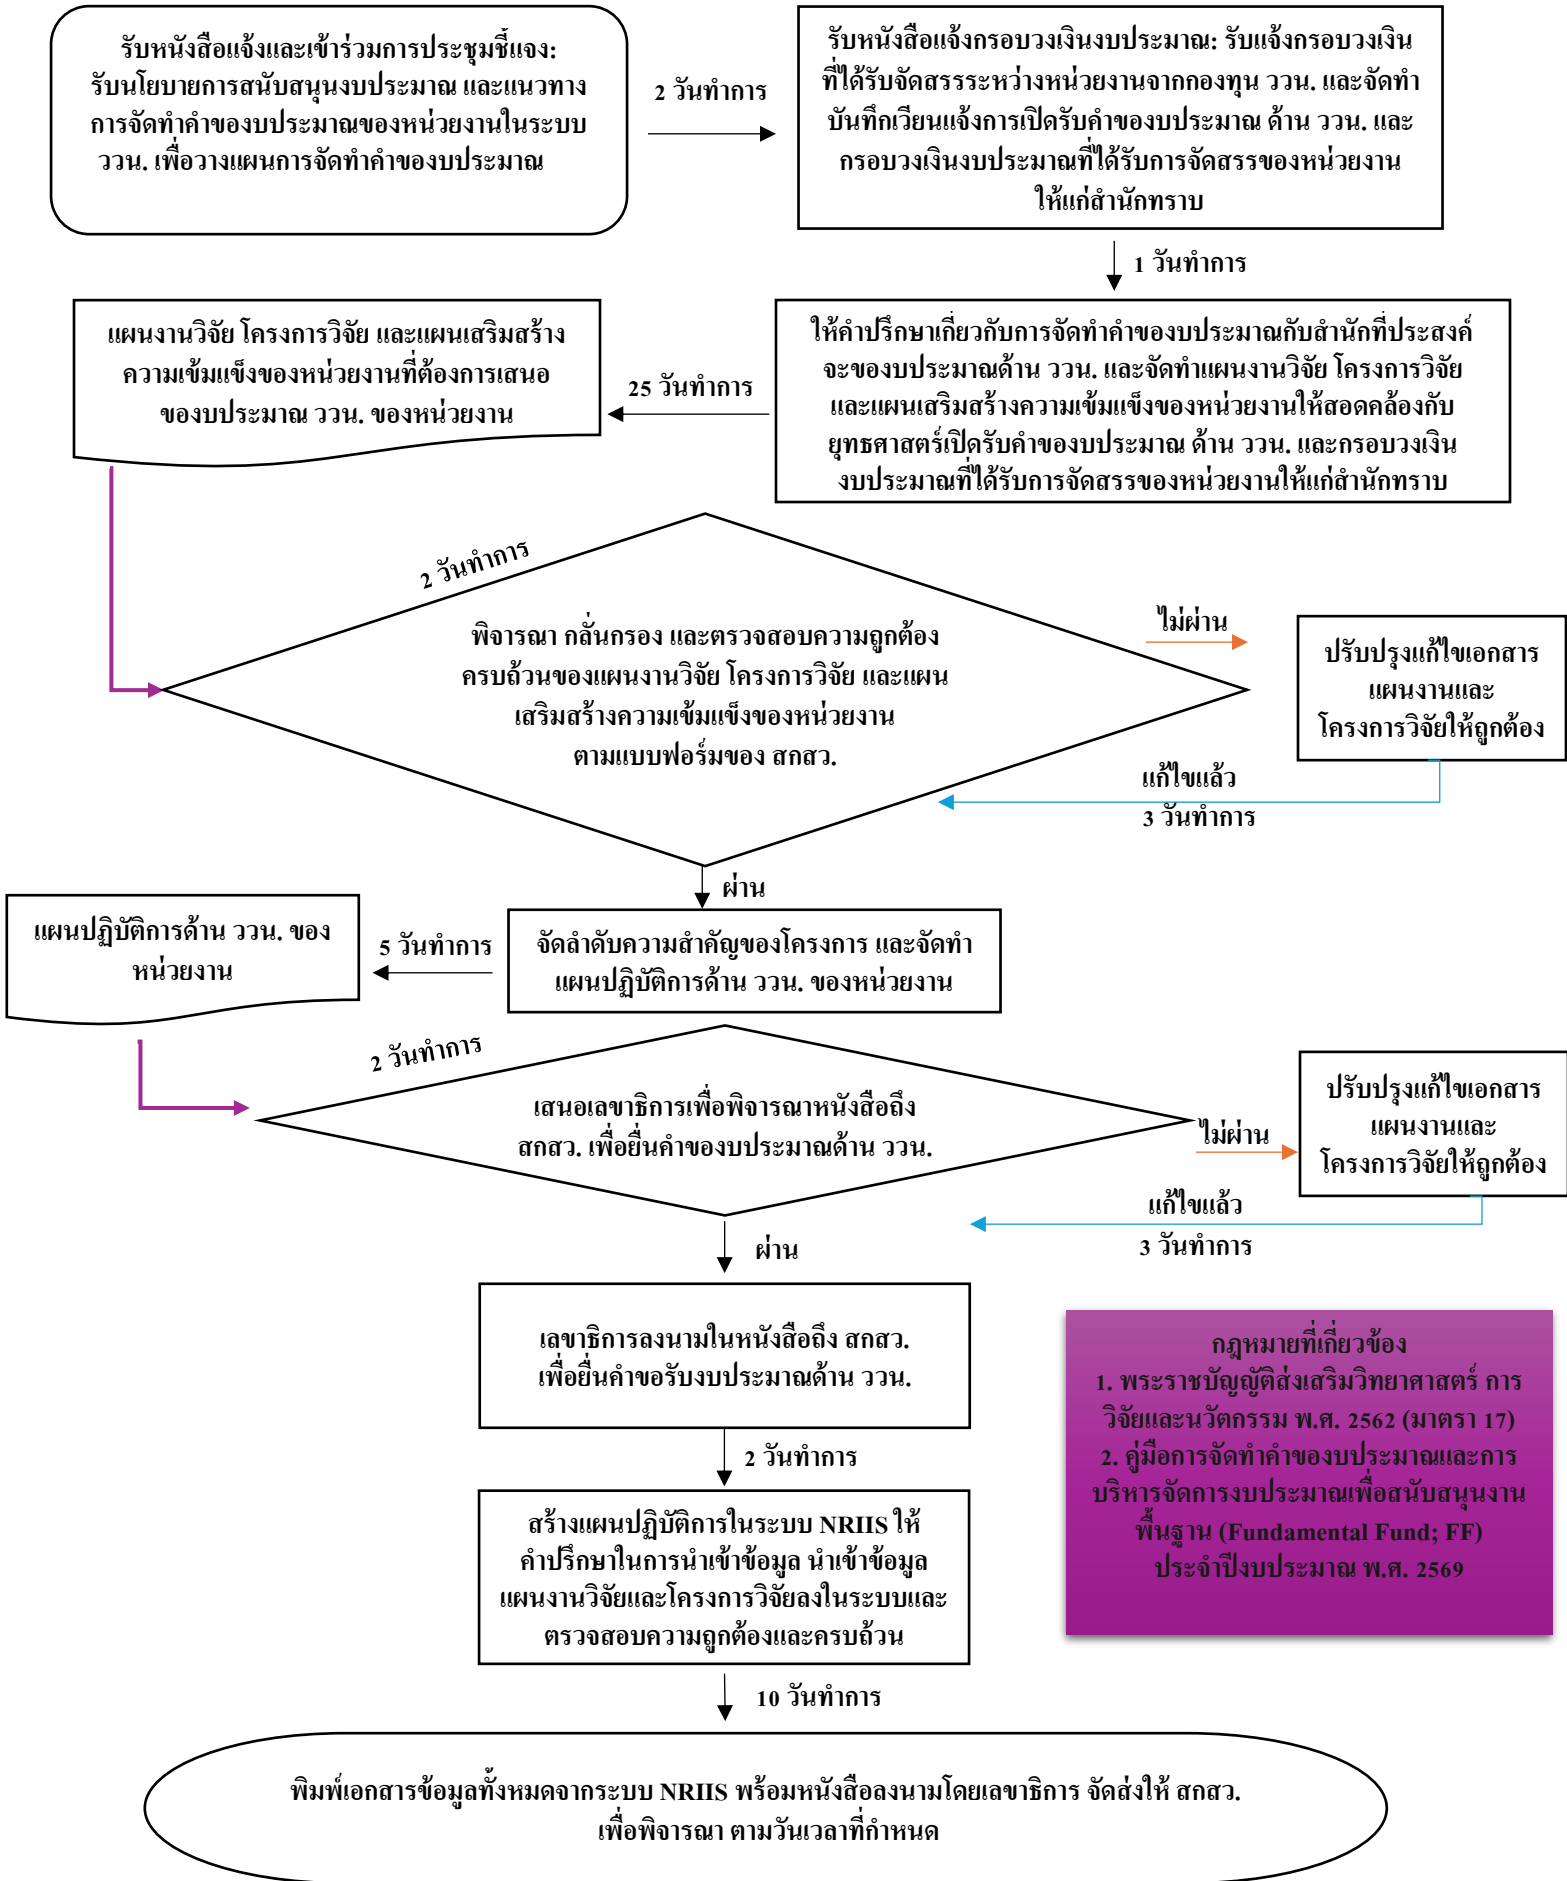 รับหนังสือแจ้งและเข้าร่วมการประชุมชี้แจง:
รับนโยบายการสนับสนุนงบประมาณ และแนวทาง
การจัดทำคำของบประมาณของหน่วยงานในระบบ
ววน. เพื่อวางแผนการจัดทำคำของบประมาณ
2 วันทำการ
รับหนังสือแจ้งกรอบวงเงินงบประมาณ: รับแจ้งกรอบวงเงิน
ที่ได้รับจัดสรรระหว่างหน่วยงานจากกองทุน ววน. และจัดทำ
บันทึกเวียนแจ้งการเปิดรับคำของบประมาณ ด้าน ววน. และ
กรอบวงเงินงบประมาณที่ได้รับการจัดสรรของหน่วยงาน
ให้แก่สำนักทราบ
1 วันทำการ
ให้คำปรึกษาเกี่ยวกับการจัดทำคำของบประมาณกับสำนักที่ประสงค์
จะของบประมาณด้าน ววน. และจัดทำแผนงานวิจัย โครงการวิจัย
และแผนเสริมสร้างความเข้มแข็งของหน่วยงานให้สอดคล้องกับ
ยุทธศาสตร์เปิดรับคำของบประมาณ ด้าน ววน. และกรอบวงเงิน
งบประมาณที่ได้รับการจัดสรรของหน่วยงานให้แก่สำนักทราบ
25 วันทำการ
แผนงานวิจัย โครงการวิจัย และแผนเสริมสร้าง
ความเข้มแข็งของหน่วยงานที่ต้องการเสนอ
ของบประมาณ ววน. ของหน่วยงาน
2 วันทำการ
พิจารณา กลั่นกรอง และตรวจสอบความถูกต้อง
ครบถ้วนของแผนงานวิจัย โครงการวิจัย และแผน
เสริมสร้างความเข้มแข็งของหน่วยงาน
ตามแบบฟอร์มของ สกสว.
ไม่ผ่าน
ปรับปรุงแก้ไขเอกสาร
แผนงานและ
โครงการวิจัยให้ถูกต้อง
แก้ไขแล้ว
3 วันทำการ
ผ่าน
จัดลำดับความสำคัญของโครงการ และจัดทำ
แผนปฏิบัติการด้าน ววน. ของหน่วยงาน
5 วันทำการ
แผนปฏิบัติการด้าน ววน. ของ
หน่วยงาน
2 วันทำการ
เสนอเลขาธิการเพื่อพิจารณาหนังสือถึง
สกสว. เพื่อยื่นคำของบประมาณด้าน ววน.
ไม่ผ่าน
ปรับปรุงแก้ไขเอกสาร
แผนงานและ
โครงการวิจัยให้ถูกต้อง
แก้ไขแล้ว
3 วันทำการ
ผ่าน
เลขาธิการลงนามในหนังสือถึง สกสว.
เพื่อยื่นคำขอรับงบประมาณด้าน ววน.
2 วันทำการ
สร้างแผนปฏิบัติการในระบบ NRIIS ให้
คำปรึกษาในการนำเข้าข้อมูล นำเข้าข้อมูล
แผนงานวิจัยและโครงการวิจัยลงในระบบและ
ตรวจสอบความถูกต้องและครบถ้วน
10 วันทำการ
พิมพ์เอกสารข้อมูลทั้งหมดจากระบบ NRIIS พร้อมหนังสือลงนามโดยเลขาธิการ จัดส่งให้ สกสว.
เพื่อพิจารณา ตามวันเวลาที่กำหนด
กฎหมายที่เกี่ยวข้อง
1. พระราชบัญญัติส่งเสริมวิทยาศาสตร์ การ
วิจัยและนวัตกรรม พ.ศ. 2562 (มาตรา 17)
2. คู่มือการจัดทำคำของบประมาณและการ
บริหารจัดการงบประมาณเพื่อสนับสนุนงาน
พื้นฐาน (Fundamental Fund; FF)
ประจำปีงบประมาณ พ.ศ. 2569